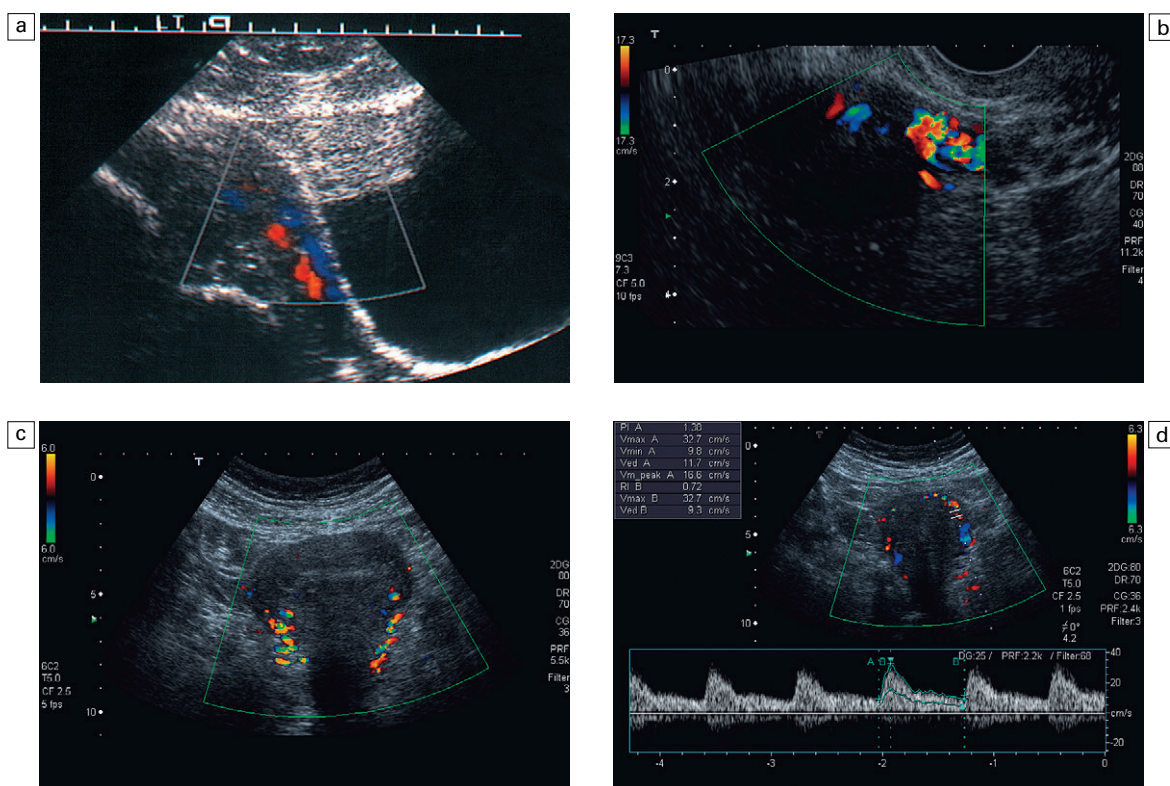 a
LT
b
T
17.3
17.3
cm/s
0
2
4
9C3
7.3
CF 5.0
10 fps
2DG
80
DR
70
CG
40
PRF
11.2k
Filter
4
c
T
6.0
6.0
cm/s
0
5
10
6C2
T5.0
CF 2.5
5 fps
2DG
80
DR
70
CG
36
PRF
5.5k
Filter
3
d
PI A 1.38
Vmax A 32.7 cm/s
Vmin A 9.8 cm/s
Ved A 11.7 cm/s
Vm_peak A 16.6 cm/s
RI B 0.72
Vmax B 32.7 cm/s
Ved B 9.3 cm/s
T
0
5
10
6.3
6.3
cm/s
6C2
T5.0
CF 2.5
1 fps
≠0°
4.2
2DG:80
DR:70
CG:36
PRF:2.4k
Filter:3
DG:25 / PRF:2.2k / Filter:68
A
B
40
20
cm/s
-20
-4 -3 -2 -1 0